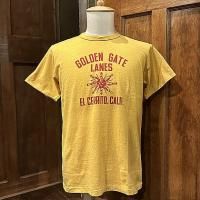 GOLDEN GATE
LANES
EL CERRITO, CALIF.